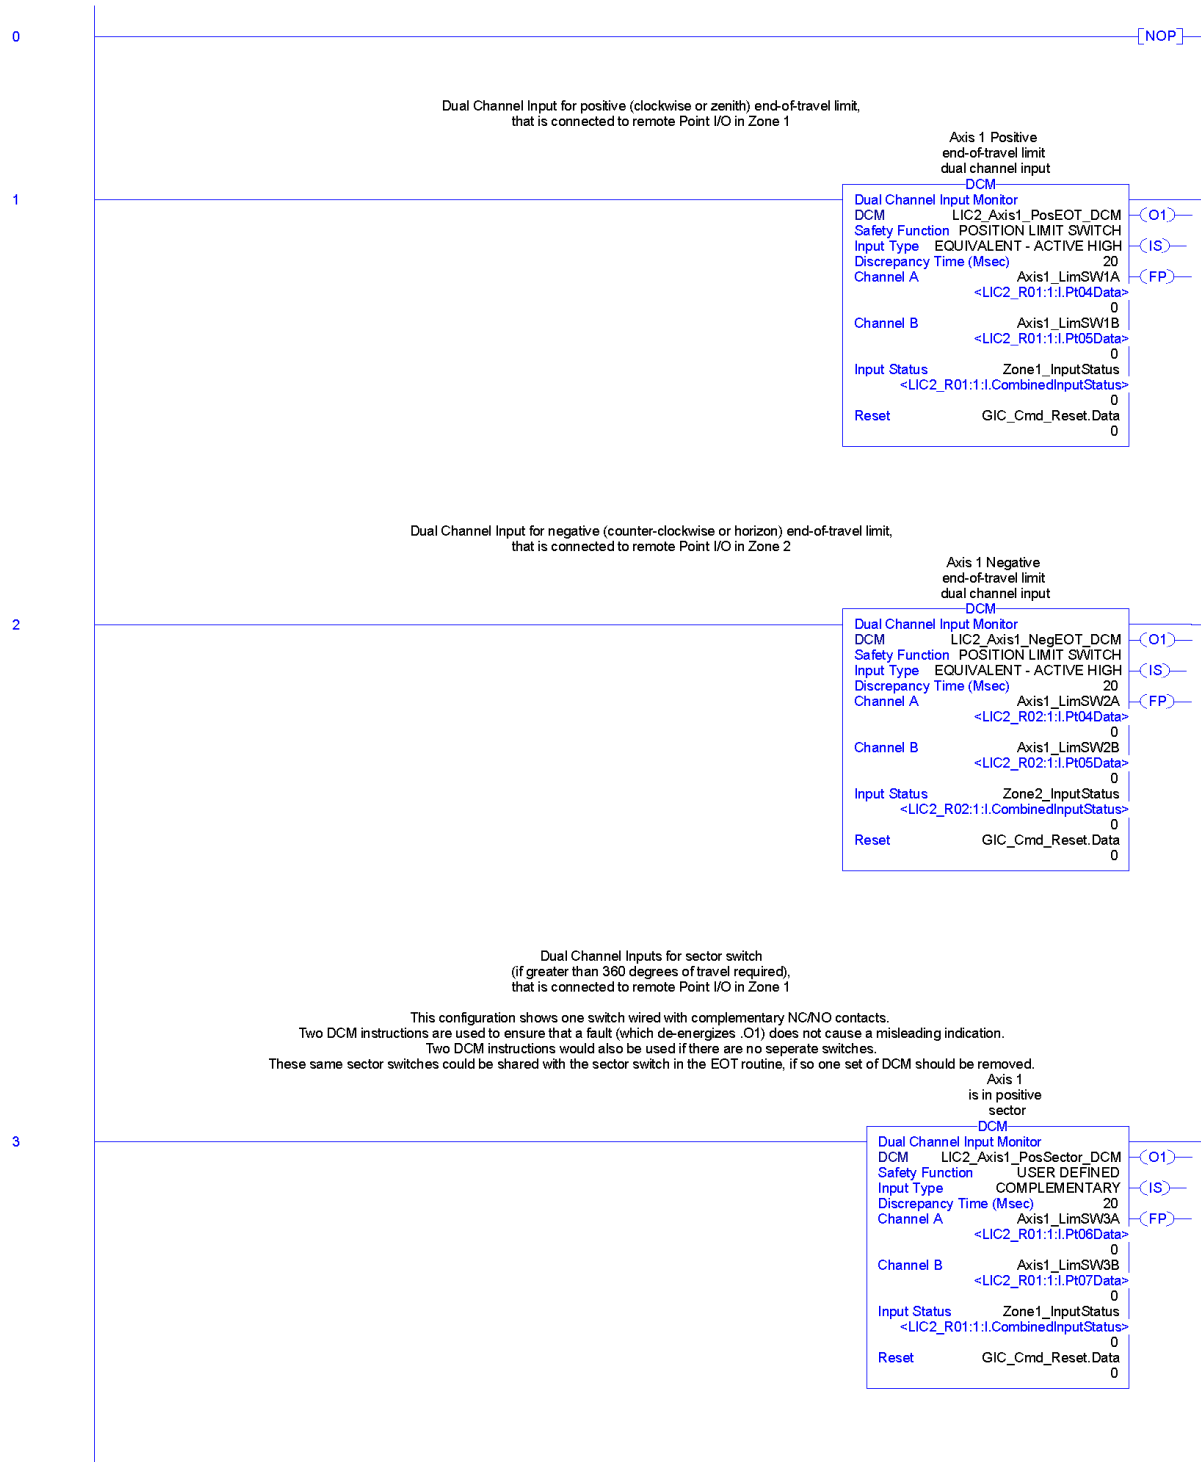 0
NOP
Dual Channel Input for positive (clockwise or zenith) end-of-travel limit,
that is connected to remote Point I/O in Zone 1
Axis 1 Positive
end-of-travel limit
dual channel input
DCM
1
Dual Channel Input Monitor
DCM LIC2_Axis1_PosEOT_DCM O1
Safety Function POSITION LIMIT SWITCH
Input Type EQUIVALENT - ACTIVE HIGH IS
Discrepancy Time (Msec) 20
Channel A Axis1_LimSW1A FP
<LIC2_R01:1:I.Pt04Data>
0
Channel B Axis1_LimSW1B
<LIC2_R01:1:I.Pt05Data>
0
Input Status Zone1_InputStatus
<LIC2_R01:1:I.CombinedInputStatus>
0
Reset GIC_Cmd_Reset.Data
0
Dual Channel Input for negative (counter-clockwise or horizon) end-of-travel limit,
that is connected to remote Point I/O in Zone 2
Axis 1 Negative
end-of-travel limit
dual channel input
DCM
2
Dual Channel Input Monitor
DCM LIC2_Axis1_NegEOT_DCM O1
Safety Function POSITION LIMIT SWITCH
Input Type EQUIVALENT - ACTIVE HIGH IS
Discrepancy Time (Msec) 20
Channel A Axis1_LimSW2A FP
<LIC2_R02:1:I.Pt04Data>
0
Channel B Axis1_LimSW2B
<LIC2_R02:1:I.Pt05Data>
0
Input Status Zone2_InputStatus
<LIC2_R02:1:I.CombinedInputStatus>
0
Reset GIC_Cmd_Reset.Data
0
Dual Channel Inputs for sector switch
(if greater than 360 degrees of travel required),
that is connected to remote Point I/O in Zone 1
This configuration shows one switch wired with complementary NC/NO contacts.
Two DCM instructions are used to ensure that a fault (which de-energizes .O1) does not cause a misleading indication.
Two DCM instructions would also be used if there are no seperate switches.
These same sector switches could be shared with the sector switch in the EOT routine, if so one set of DCM should be removed.
Axis 1
is in positive
sector
DCM
3
Dual Channel Input Monitor
DCM LIC2_Axis1_PosSector_DCM O1
Safety Function USER DEFINED
Input Type COMPLEMENTARY IS
Discrepancy Time (Msec) 20
Channel A Axis1_LimSW3A FP
<LIC2_R01:1:I.Pt06Data>
0
Channel B Axis1_LimSW3B
<LIC2_R01:1:I.Pt07Data>
0
Input Status Zone1_InputStatus
<LIC2_R01:1:I.CombinedInputStatus>
0
Reset GIC_Cmd_Reset.Data
0